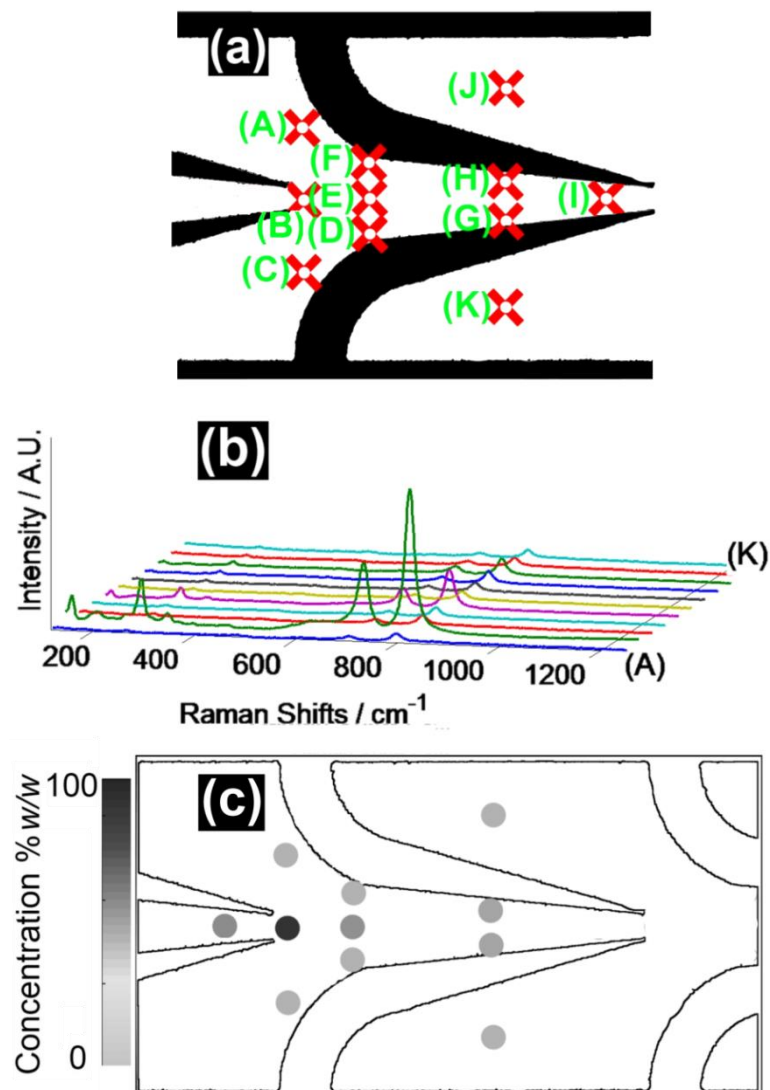 (a)
(J)
(A)
(F)
(H)
(E)
(I)
(B)
(D)
(G)
(C)
(K)
(b)
Intensity / A.U.
(K)
(A)
200 400 600 800 1000 1200
Raman Shifts / cm⁻¹
(c)
Concentration % w/w
100
0